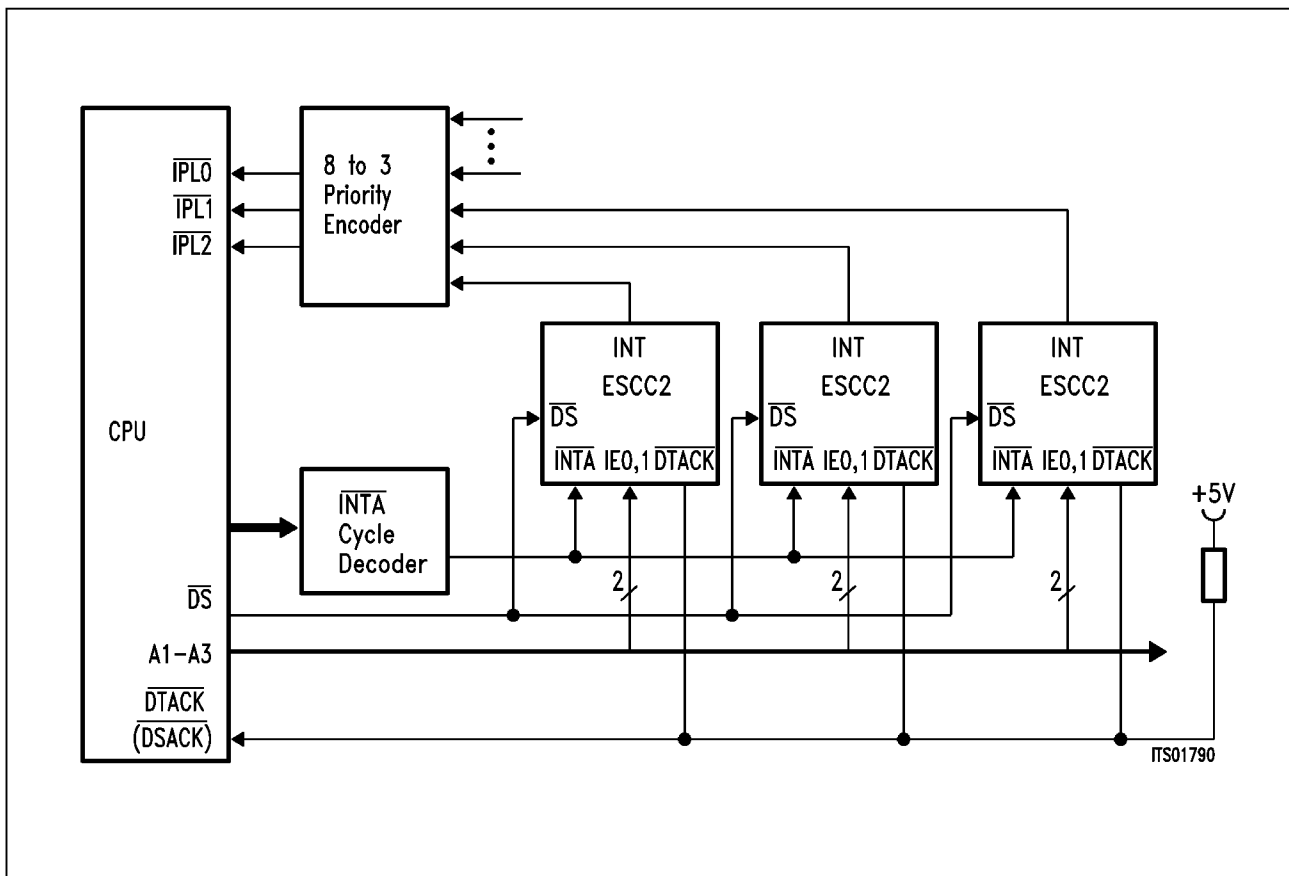 CPU
IPL0
IPL1
IPL2
DS
A1-A3
DTACK
(DSACK)
8 to 3
Priority
Encoder
INTA
Cycle
Decoder
INT
ESCC2
DS
INTA IE0,1 DTACK
INT
ESCC2
DS
INTA IE0,1 DTACK
INT
ESCC2
DS
INTA IE0,1 DTACK
2
2
2
+5V
ITS01790